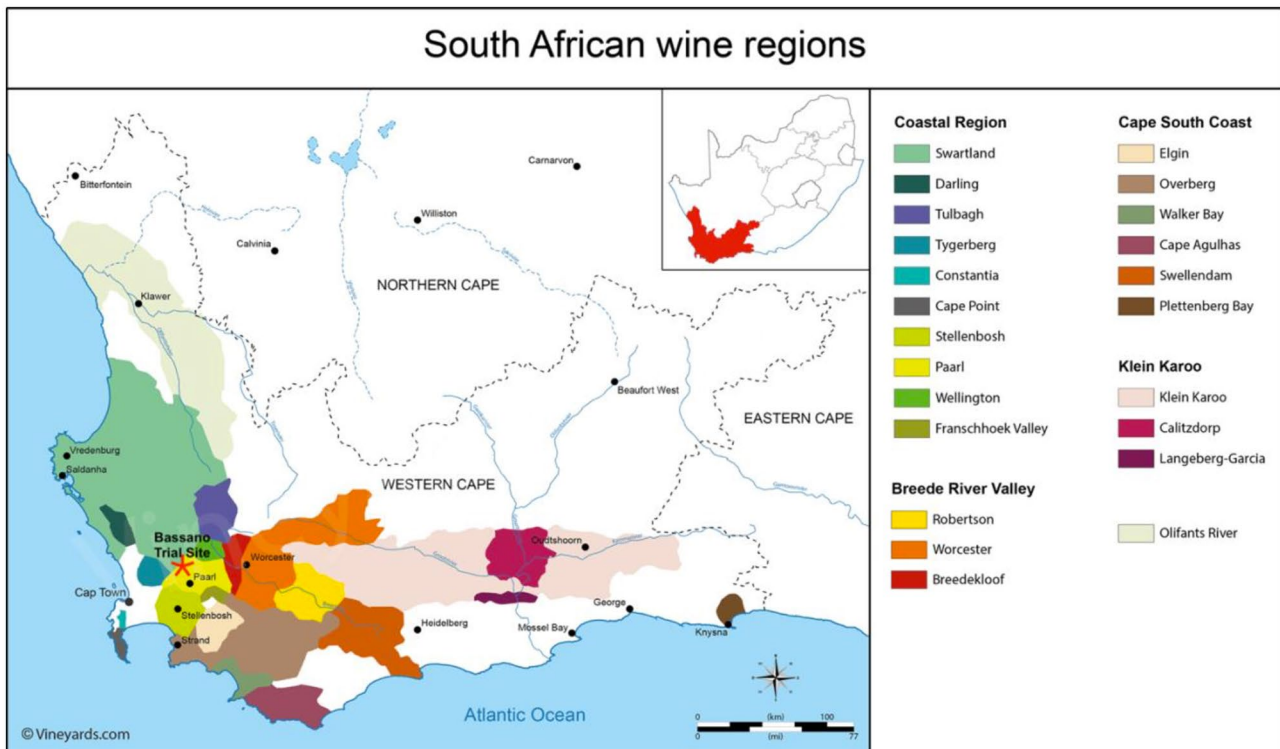 South African wine regions
Bitterfontein
Carnarvon
Williston
Calvinia
NORTHERN CAPE
Klawer
Beaufort West
EASTERN CAPE
Vredenburg
Saldanha
WESTERN CAPE
Bassano
Trial Site
Worcester
Oudtshoorn
Paarl
Cap Town
Stellenbosh
George
Heidelberg
Mossel Bay
Knysna
Strand
Atlantic Ocean
© Vineyards.com
0 (km) 100
0 (mi) 77
Coastal Region
Swartland
Darling
Tulbagh
Tygerberg
Constantia
Cape Point
Stellenbosh
Paarl
Wellington
Franschhoek Valley
Breede River Valley
Robertson
Worcester
Breedekloof
Cape South Coast
Elgin
Overberg
Walker Bay
Cape Agulhas
Swellendam
Plettenberg Bay
Klein Karoo
Klein Karoo
Calitzdorp
Langeberg-Garcia
Olifants River